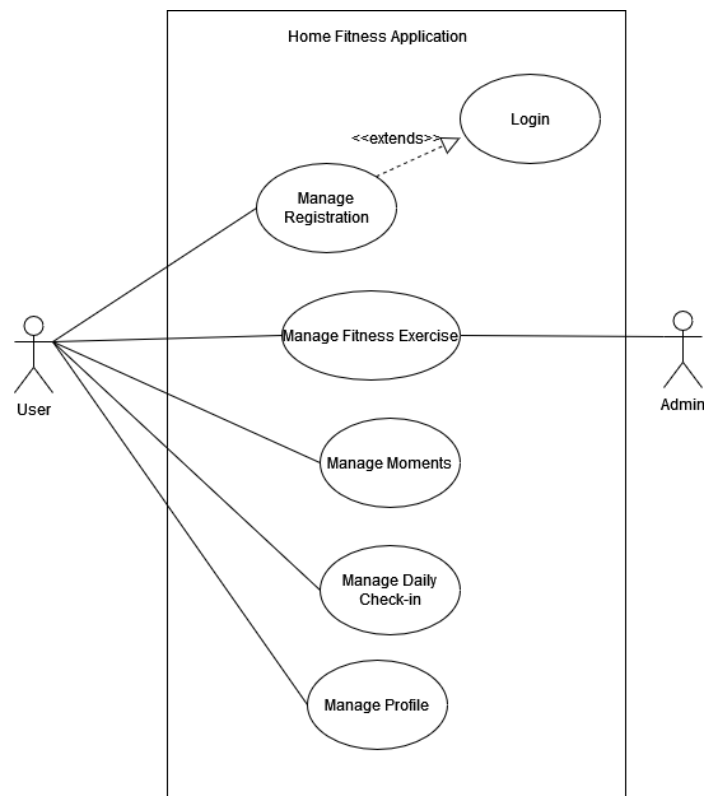 Home Fitness Application
Login
<<extends>>
Manage
Registration
Manage Fitness Exercise
User
Admin
Manage Moments
Manage Daily
Check-in
Manage Profile